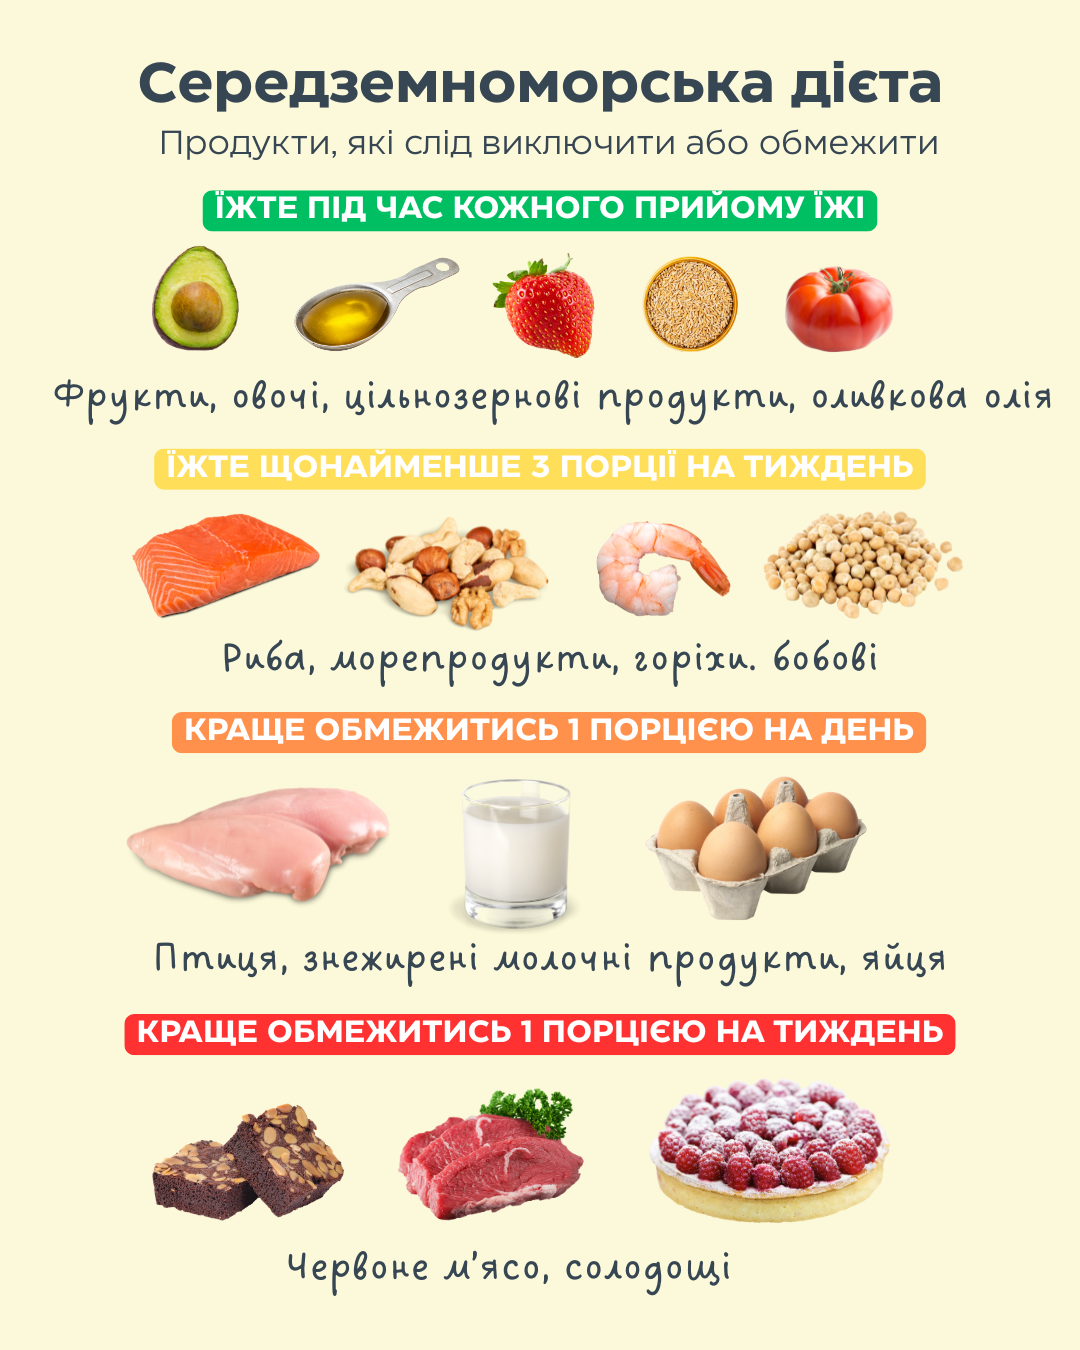 Середземноморська дієта
Продукти, які слід виключити або обмежити
ЇЖТЕ ПІД ЧАС КОЖНОГО ПРИЙОМУ ЇЖІ
Фрукти, овочі, цільнозернові продукти, оливкова олія
ЇЖТЕ ЩОНАЙМЕНШЕ 3 ПОРЦІЇ НА ТИЖДЕНЬ
Риба, морепродукти, горіхи. бобові
КРАЩЕ ОБМЕЖИТИСЬ 1 ПОРЦІЄЮ НА ДЕНЬ
Птиця, знежирені молочні продукти, яйця
КРАЩЕ ОБМЕЖИТИСЬ 1 ПОРЦІЄЮ НА ТИЖДЕНЬ
Червоне м'ясо, солодощі